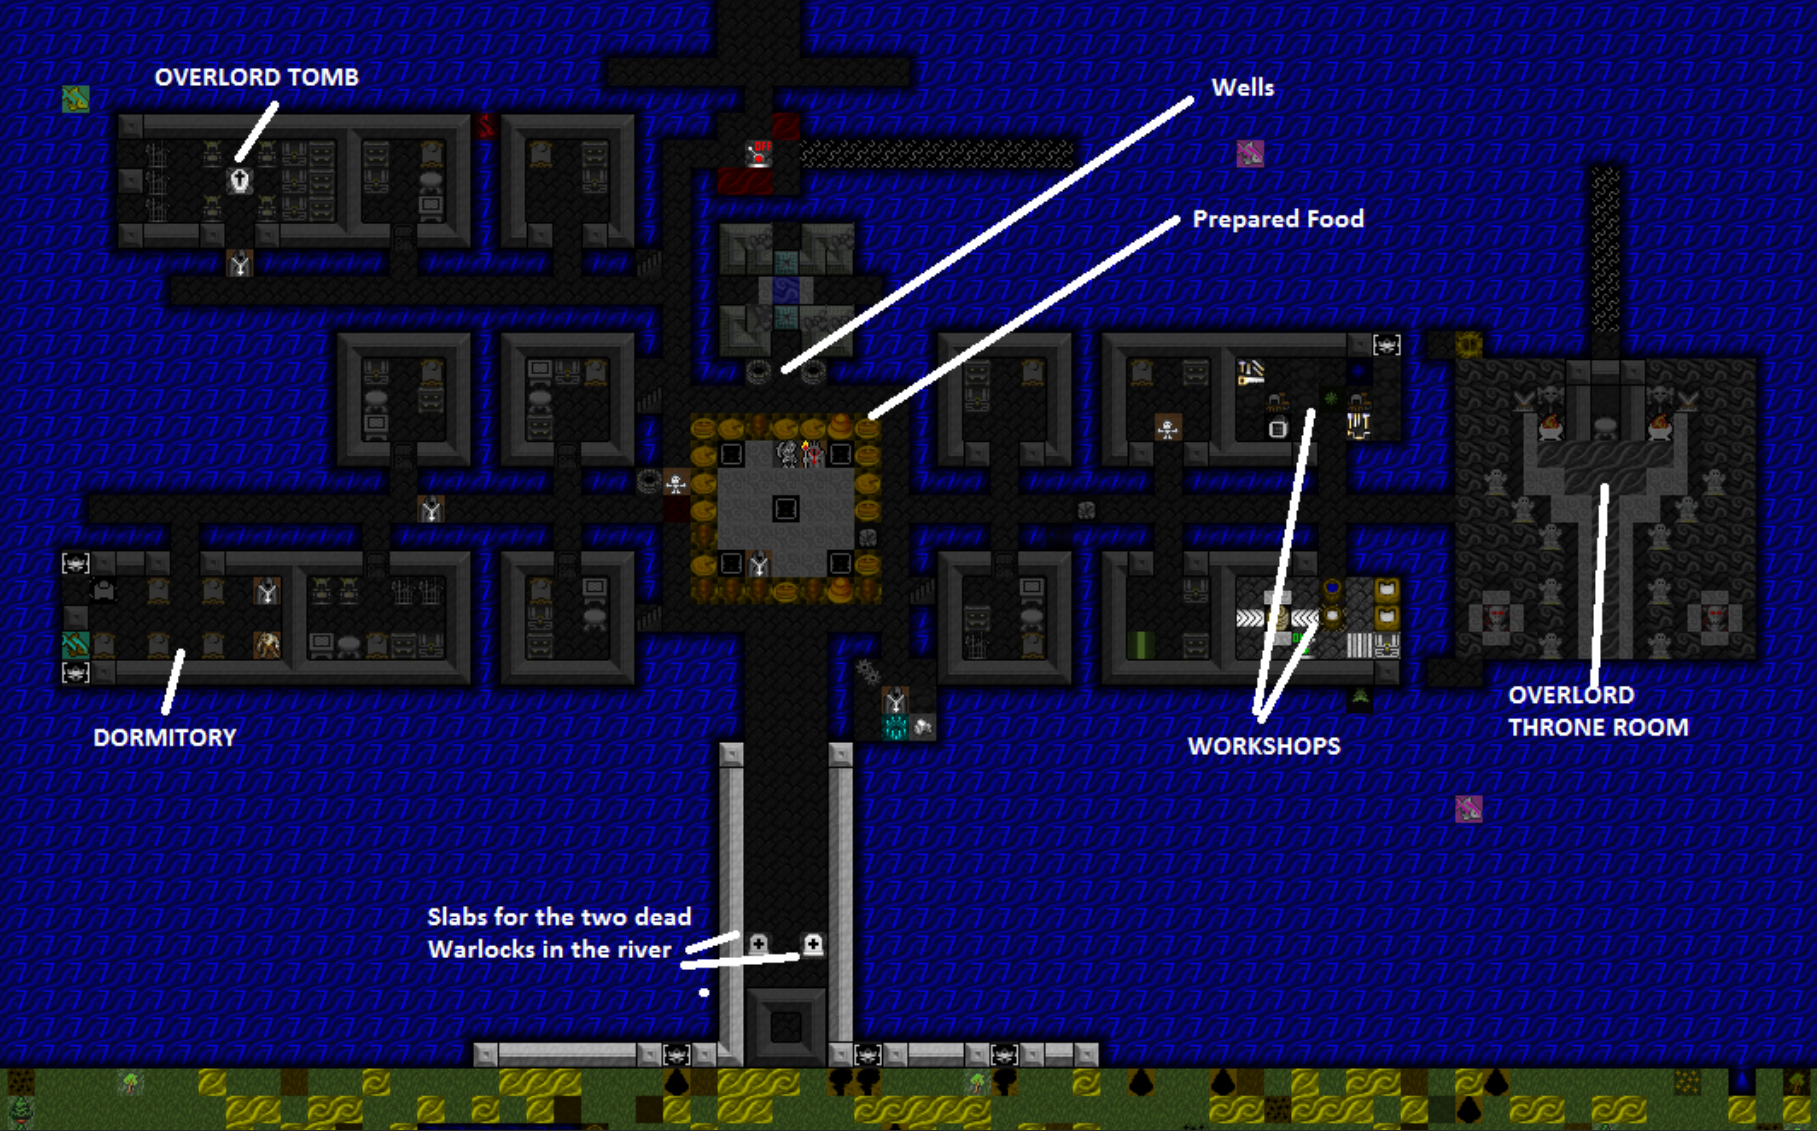 OVERLORD TOMB
Wells
OFF
Prepared Food
DORMITORY
OVERLORD
THRONE ROOM
WORKSHOPS
Slabs for the two dead
Warlocks in the river